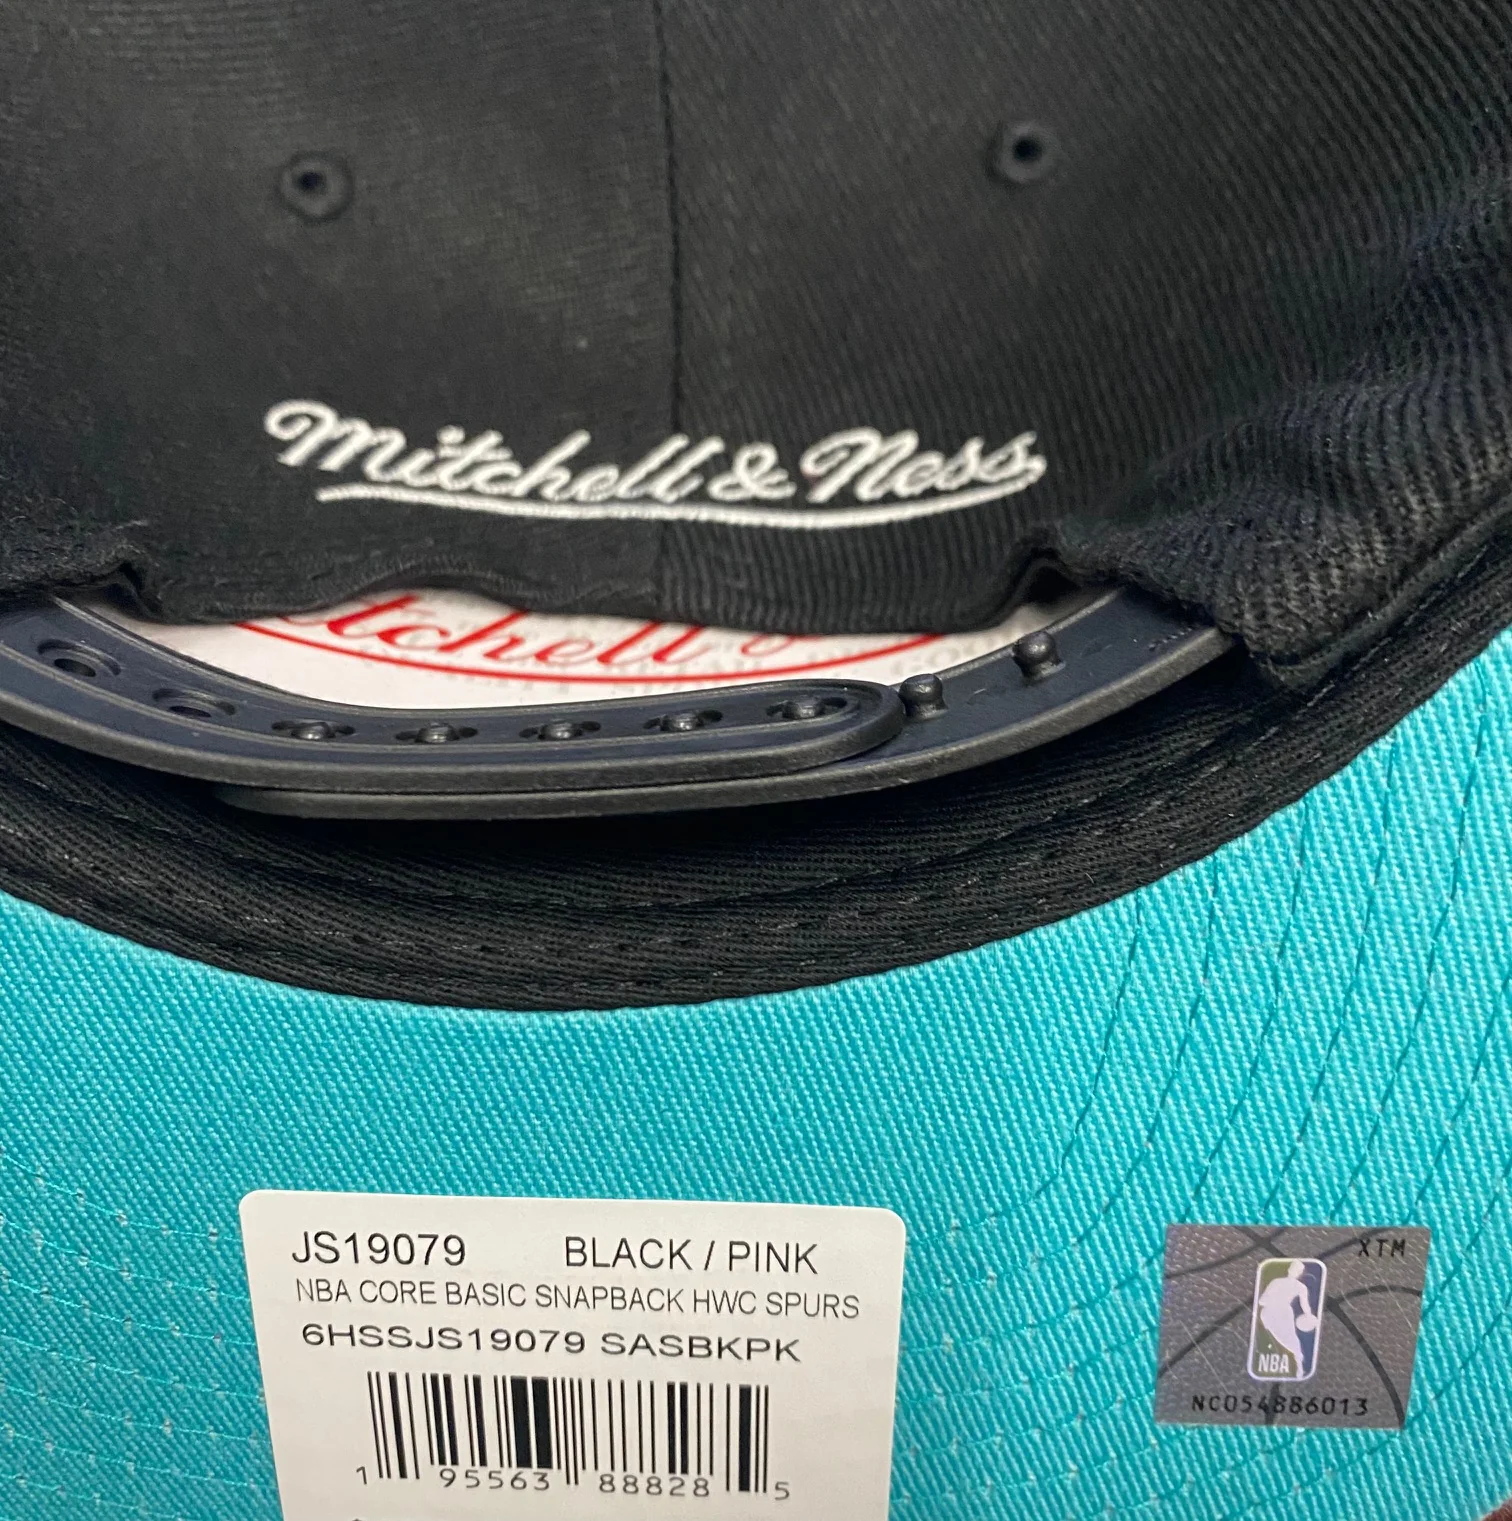 Mitchell & Ness
tchell
JS19079 BLACK / PINK
NBA CORE BASIC SNAPBACK HWC SPURS
6HSSJS19079 SASBKPK
1 95563 88828 5
XTM
NBA
NC054886013